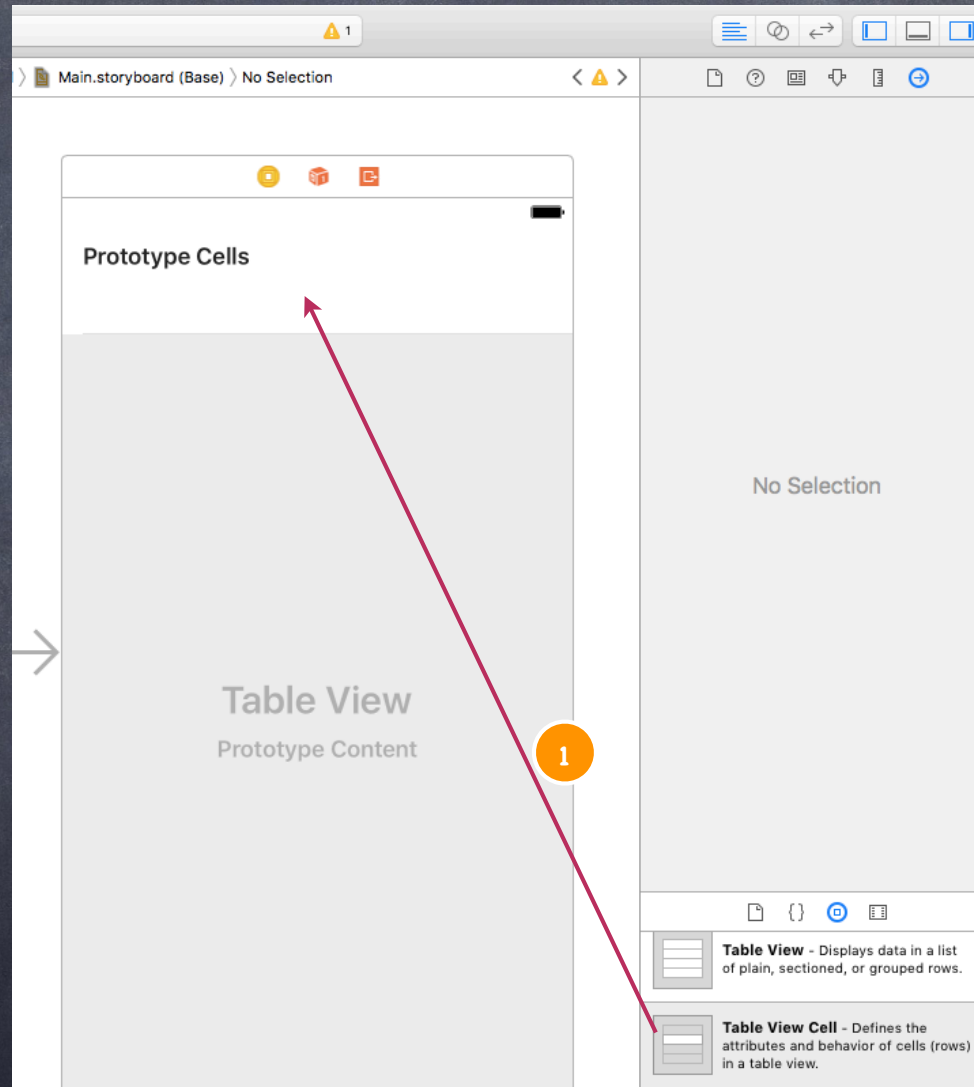 1
Main.storyboard (Base) 〉 No Selection
Prototype Cells
No Selection
Table View
Prototype Content
1
{}
Table View - Displays data in a list
of plain, sectioned, or grouped rows.
Table View Cell - Defines the
attributes and behavior of cells (rows)
in a table view.